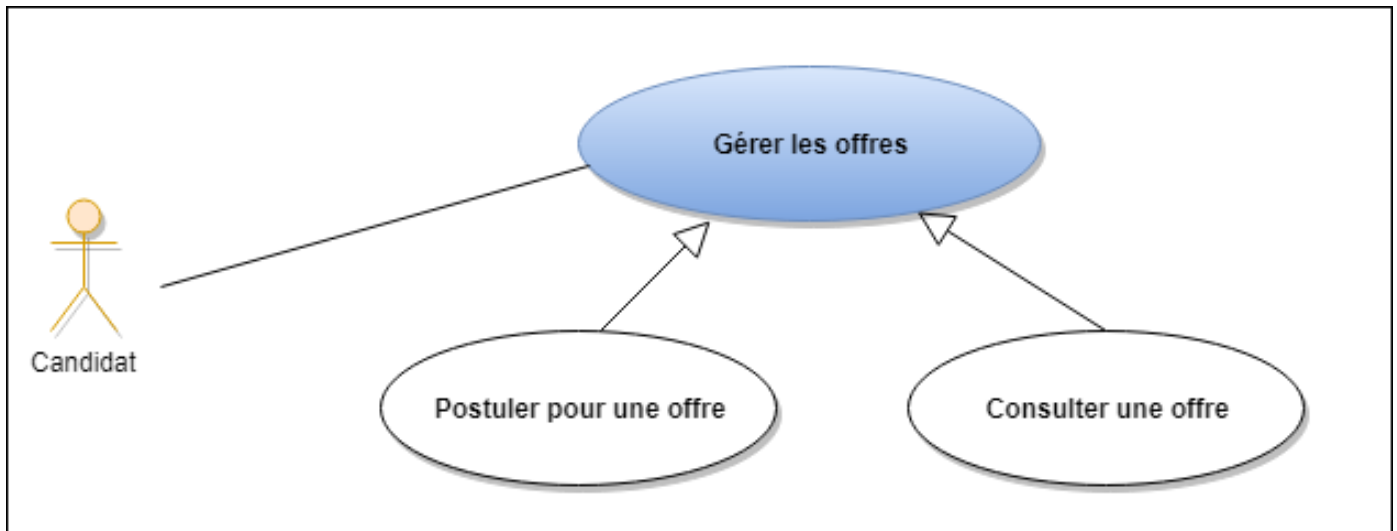 Gérer les offres
Candidat
Postuler pour une offre
Consulter une offre